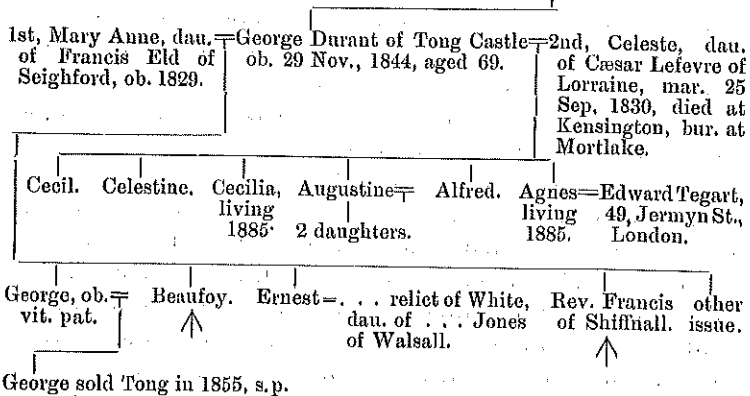 1st, Mary Anne, dau. of Francis Eld of Seighford, ob. 1829.
George Durant of Tong Castle ob. 29 Nov., 1844, aged 69.
2nd, Celeste, dau. of Cæsar Lefevre of Lorraine, mar. 25 Sep, 1830, died at Kensington, bur. at Mortlake.
Cecil.
Celestine.
Cecilia, living 1885.
Augustine=
2 daughters.
Alfred.
Agnes= living 1885.
Edward Tegart, 49, Jermyn St., London.
George, ob.= vit. pat.
Beaufoy.
Ernest=. . . relict of White, dau. of . . . Jones of Walsall.
Rev. Francis of Shiffnall.
other issue.
George sold Tong in 1855, s.p.